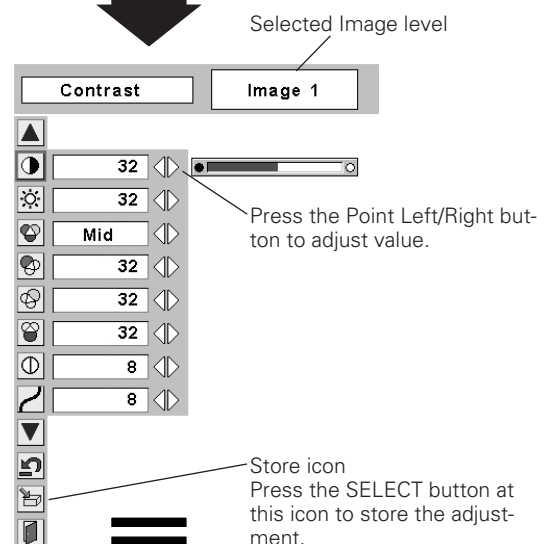 Selected Image level
Contrast
Image 1
32
32
Press the Point Left/Right but-
ton to adjust value.
Mid
32
32
32
8
8
Store icon
Press the SELECT button at
this icon to store the adjust-
ment.